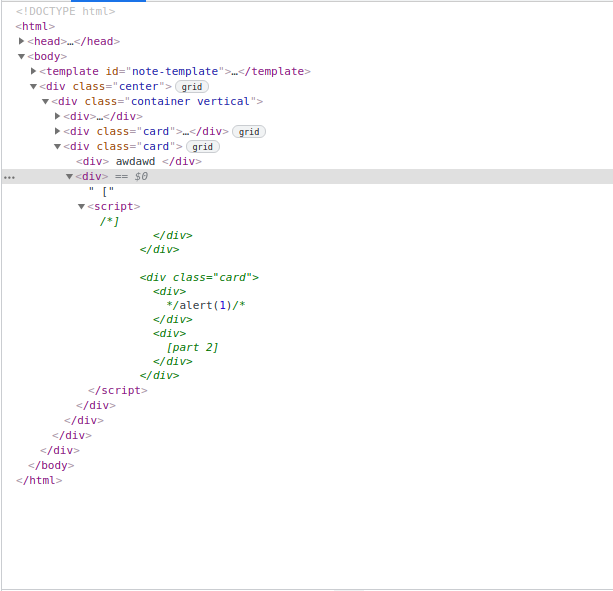 <!DOCTYPE html>
<html>
<head>…</head>
<body>
<template id="note-template">…</template>
<div class="center"> grid
<div class="container vertical">
<div>…</div>
<div class="card">…</div> grid
<div class="card"> grid
<div> awdawd </div>
… <div> == $0
" ["
<script>
/*]
</div>
</div>
<div class="card">
<div>
*/alert(1)/*
</div>
<div>
[part 2]
</div>
</div>
</script>
</div>
</div>
</div>
</div>
</body>
</html>